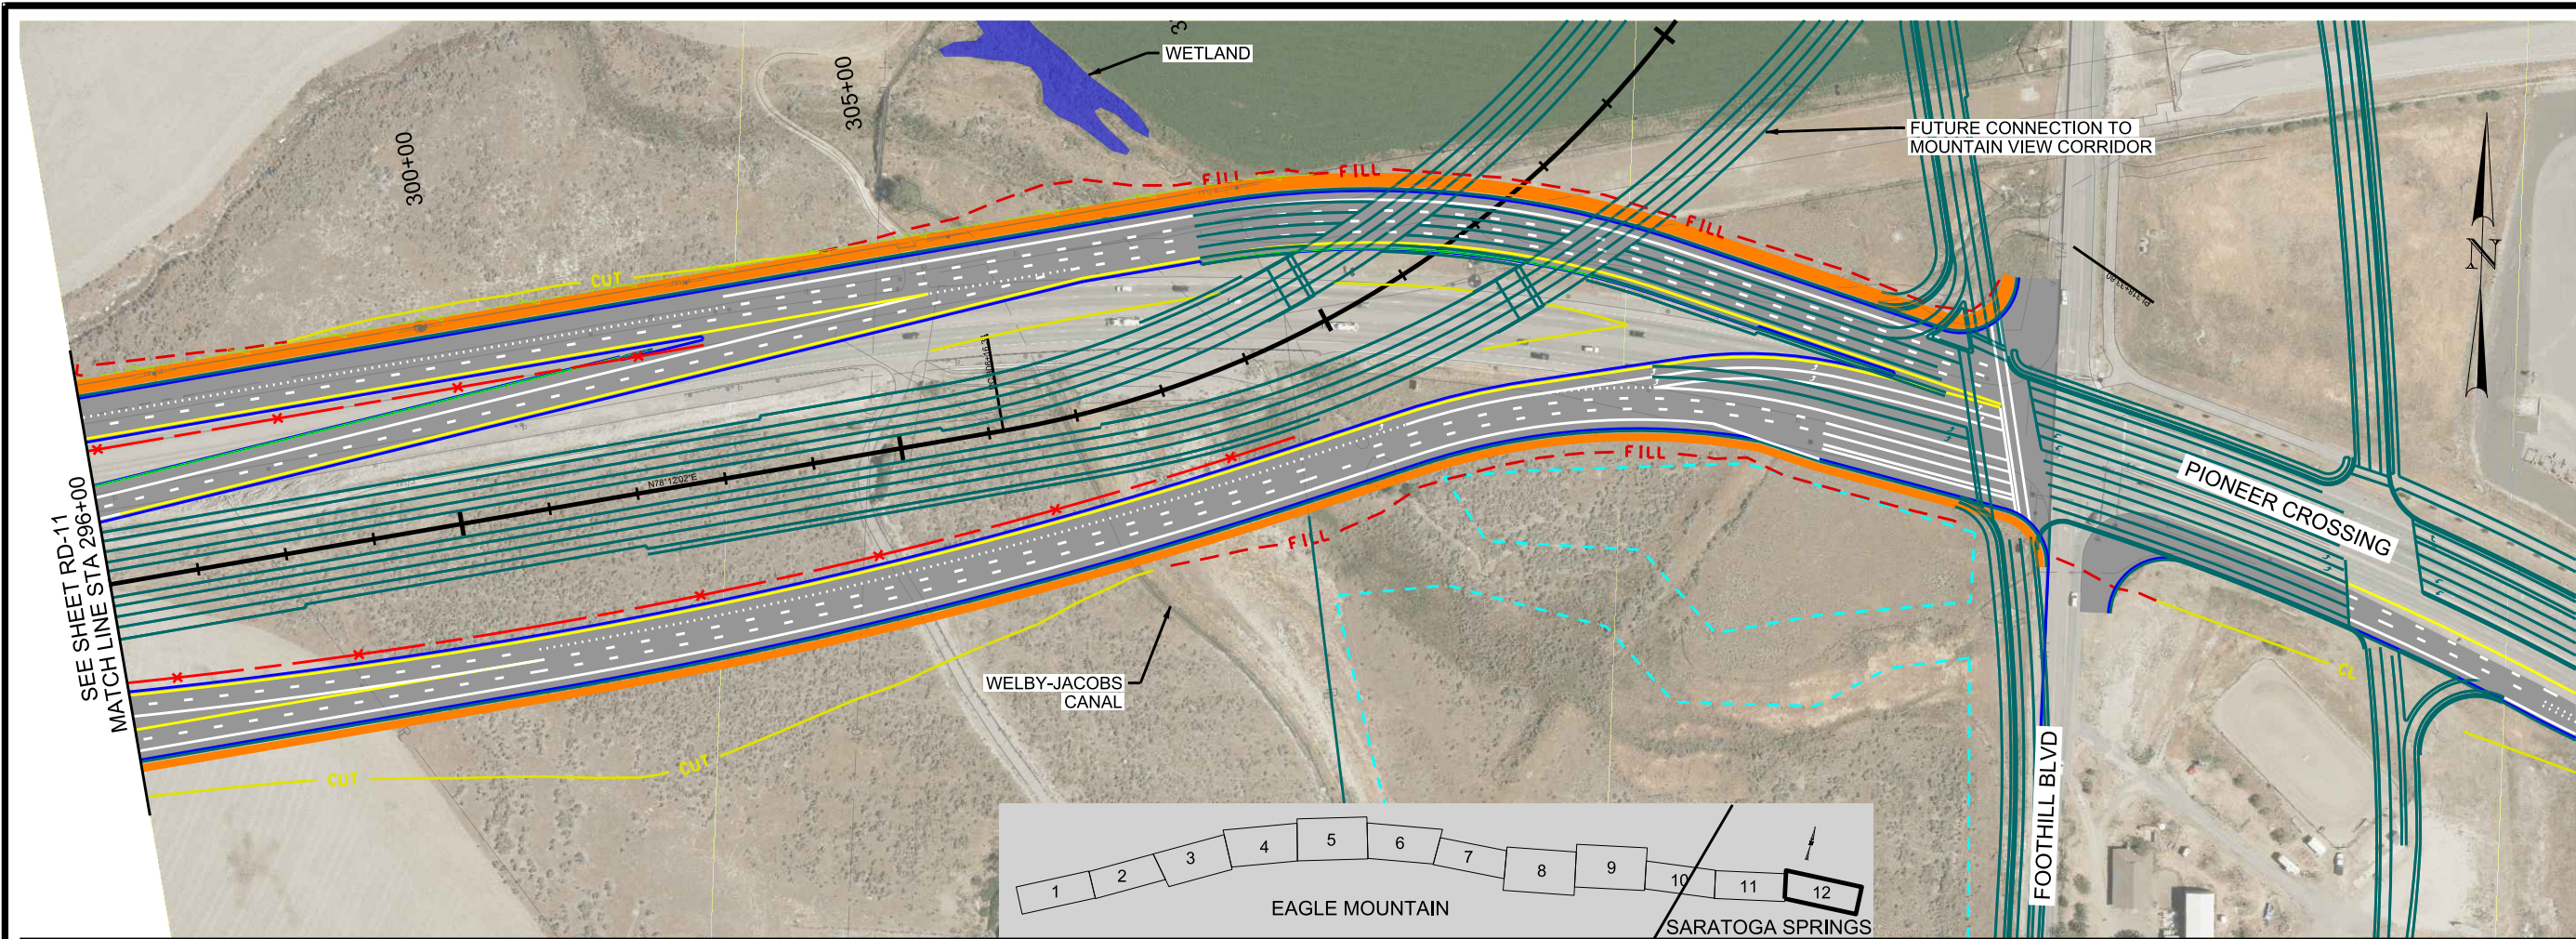 WETLAND
305+00
300+00
FUTURE CONNECTION TO
MOUNTAIN VIEW CORRIDOR
N
FILL
FILL
FILL
CUT
N78°12'02"E
SEE SHEET RD-11
MATCH LINE STA 296+00
FILL
FILL
PIONEER CROSSING
WELBY-JACOBS
CANAL
CUT
CUT
FOOTHILL BLVD
1
2
3
4
5
6
7
8
9
10
11
12
EAGLE MOUNTAIN
SARATOGA SPRINGS